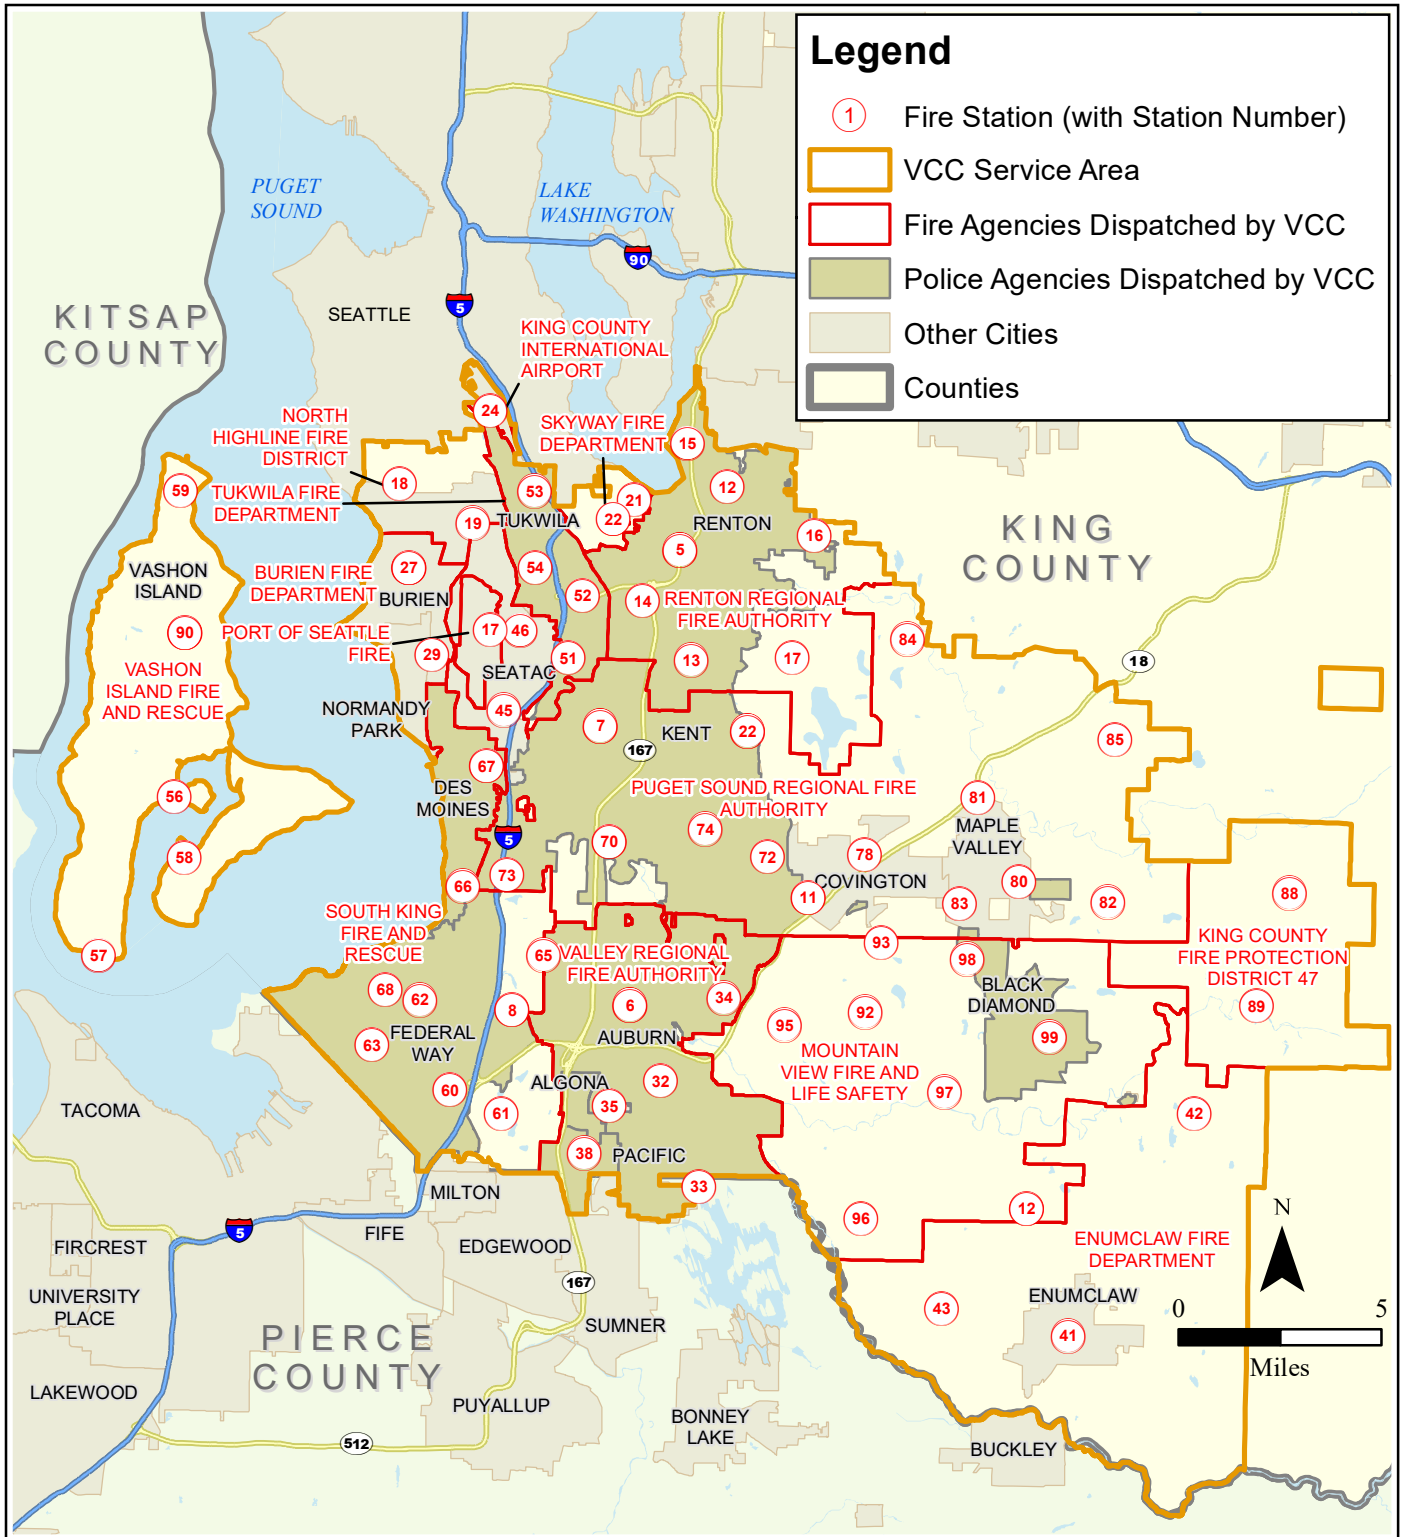 Legend
1
Fire Station (with Station Number)
VCC Service Area
Fire Agencies Dispatched by VCC
Police Agencies Dispatched by VCC
Other Cities
Counties
PUGET
SOUND
LAKE
WASHINGTON
90
SEATTLE
5
KITSAP
COUNTY
KING COUNTY
INTERNATIONAL
AIRPORT
24
NORTH
HIGHLINE FIRE
DISTRICT
SKYWAY FIRE
DEPARTMENT
15
18
12
59
TUKWILA FIRE
DEPARTMENT
53
21
22
19
TUKWILA
RENTON
16
KING
COUNTY
5
VASHON
ISLAND
27
54
BURIEN FIRE
DEPARTMENT
BURIEN
52
14
RENTON REGIONAL
FIRE AUTHORITY
90
PORT OF SEATTLE
FIRE
17
46
84
29
51
13
17
18
SEATAC
VASHON
ISLAND FIRE
AND RESCUE
NORMANDY
PARK
45
7
KENT
22
85
167
67
DES
MOINES
PUGET SOUND REGIONAL FIRE
AUTHORITY
56
81
5
74
MAPLE
VALLEY
70
72
78
58
73
66
COVINGTON
80
11
83
82
88
SOUTH KING
FIRE AND
RESCUE
93
KING COUNTY
FIRE PROTECTION
DISTRICT 47
57
65
VALLEY REGIONAL
FIRE AUTHORITY
98
BLACK
DIAMOND
68
62
8
6
34
92
89
95
63
FEDERAL
WAY
AUBURN
99
MOUNTAIN
VIEW FIRE AND
LIFE SAFETY
60
ALGONA
32
97
TACOMA
61
35
42
38
PACIFIC
33
MILTON
96
12
5
FIFE
FIRCREST
EDGEWOOD
ENUMCLAW FIRE
DEPARTMENT
N
167
UNIVERSITY
PLACE
43
ENUMCLAW
0
5
Miles
SUMNER
41
PIERCE
COUNTY
LAKEWOOD
PUYALLUP
BONNEY
LAKE
512
BUCKLEY